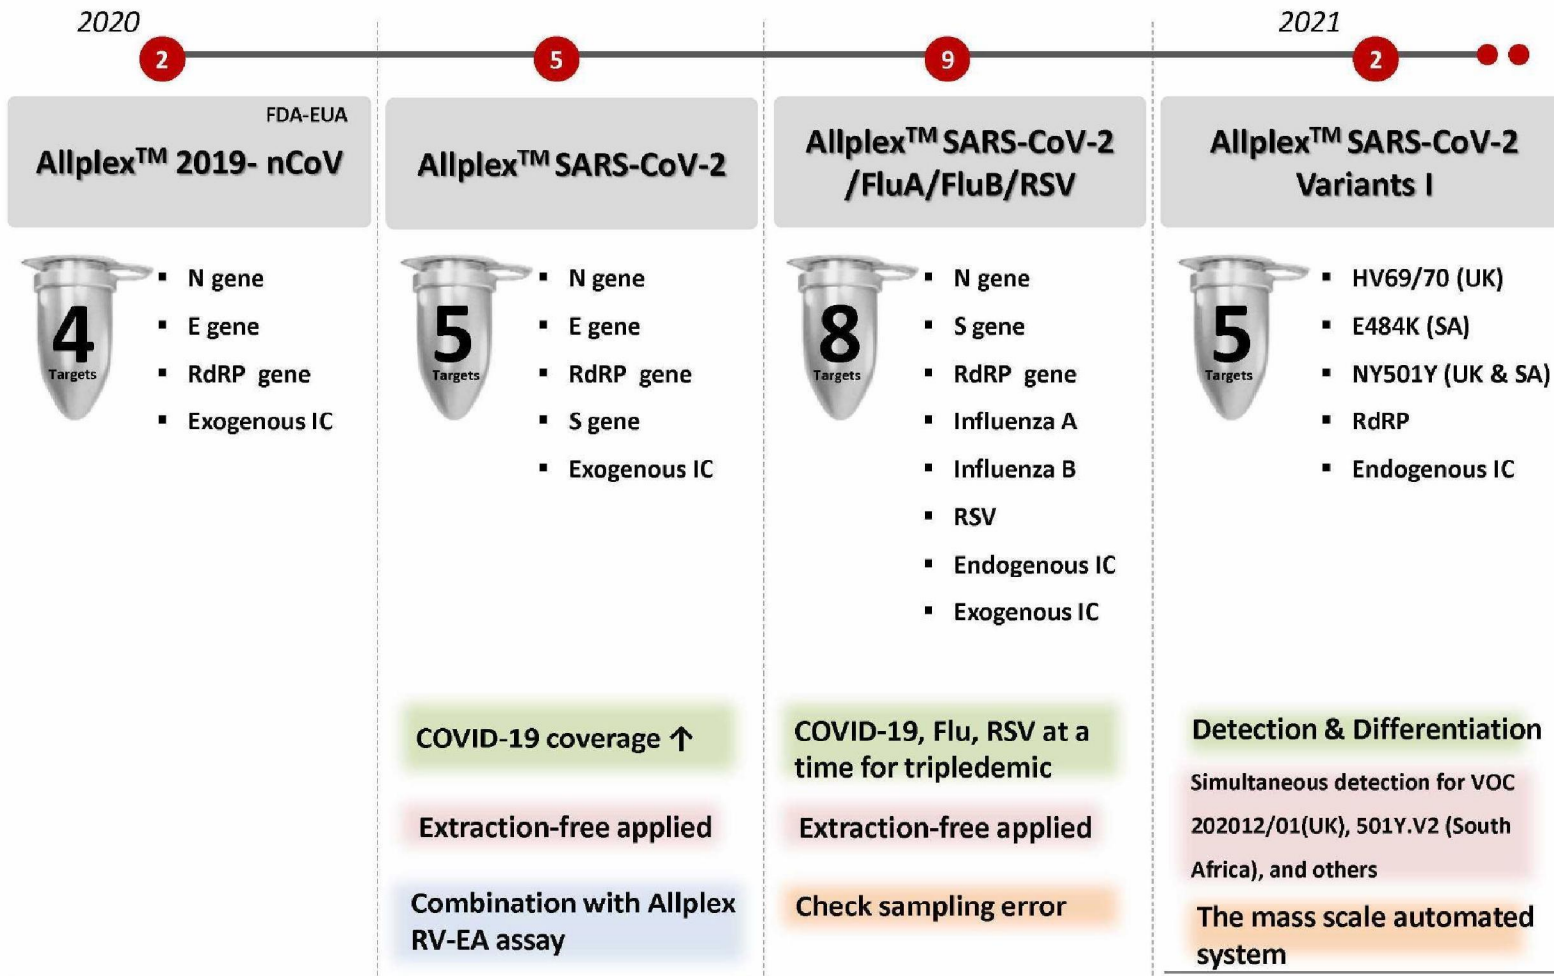 2020
2021
2
5
9
2
FDA-EUA
Allplex™ 2019- nCoV
Allplex™ SARS-CoV-2
Allplex™ SARS-CoV-2
/FluA/FluB/RSV
Allplex™ SARS-CoV-2
Variants I
4
Targets
▪ N gene
▪ E gene
▪ RdRP gene
▪ Exogenous IC
5
Targets
▪ N gene
▪ E gene
▪ RdRP gene
▪ S gene
▪ Exogenous IC
8
Targets
▪ N gene
▪ S gene
▪ RdRP gene
▪ Influenza A
▪ Influenza B
▪ RSV
▪ Endogenous IC
▪ Exogenous IC
5
Targets
▪ HV69/70 (UK)
▪ E484K (SA)
▪ NY501Y (UK & SA)
▪ RdRP
▪ Endogenous IC
COVID-19 coverage ↑
Extraction-free applied
Combination with Allplex
RV-EA assay
COVID-19, Flu, RSV at a
time for tripledemic
Extraction-free applied
Check sampling error
Detection & Differentiation
Simultaneous detection for VOC
202012/01(UK), 501Y.V2 (South
Africa), and others
The mass scale automated
system